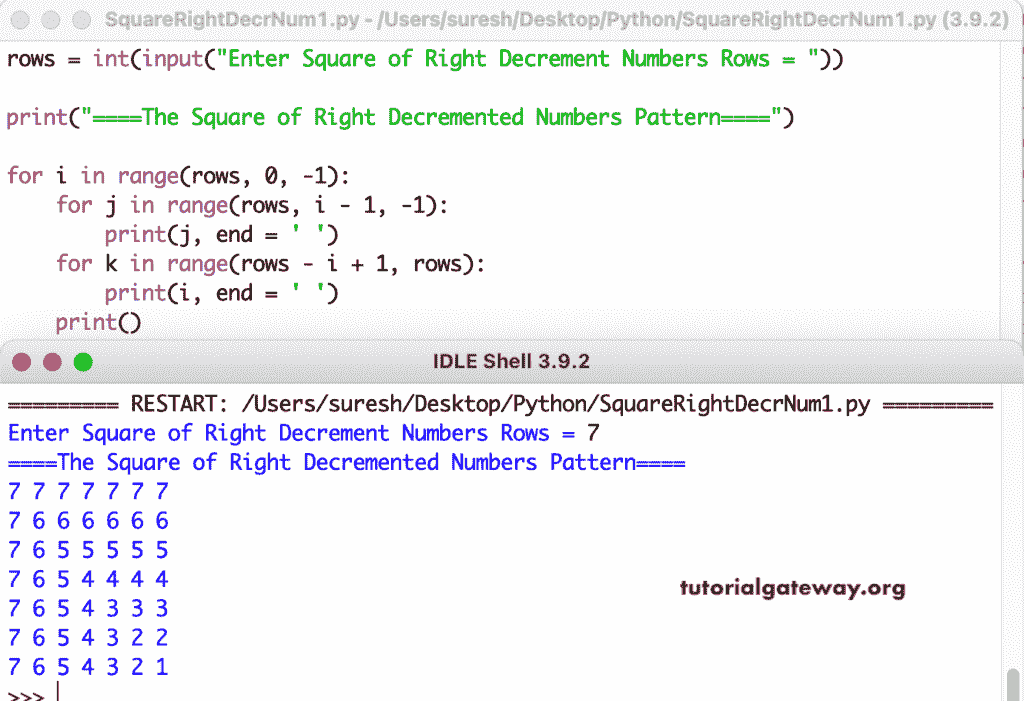 SquareRightDecrNum1.py - /Users/suresh/Desktop/Python/SquareRightDecrNum1.py (3.9.2)
rows = int(input("Enter Square of Right Decrement Numbers Rows = "))
print("====The Square of Right Decremented Numbers Pattern====")
for i in range(rows, 0, -1):
    for j in range(rows, i - 1, -1):
        print(j, end = ' ')
    for k in range(rows - i + 1, rows):
        print(i, end = ' ')
    print()
IDLE Shell 3.9.2
========= RESTART: /Users/suresh/Desktop/Python/SquareRightDecrNum1.py =========
Enter Square of Right Decrement Numbers Rows = 7
====The Square of Right Decremented Numbers Pattern====
7 7 7 7 7 7 7
7 6 6 6 6 6 6
7 6 5 5 5 5 5
7 6 5 4 4 4 4
tutorialgateway.org
7 6 5 4 3 3 3
7 6 5 4 3 2 2
7 6 5 4 3 2 1
>>>